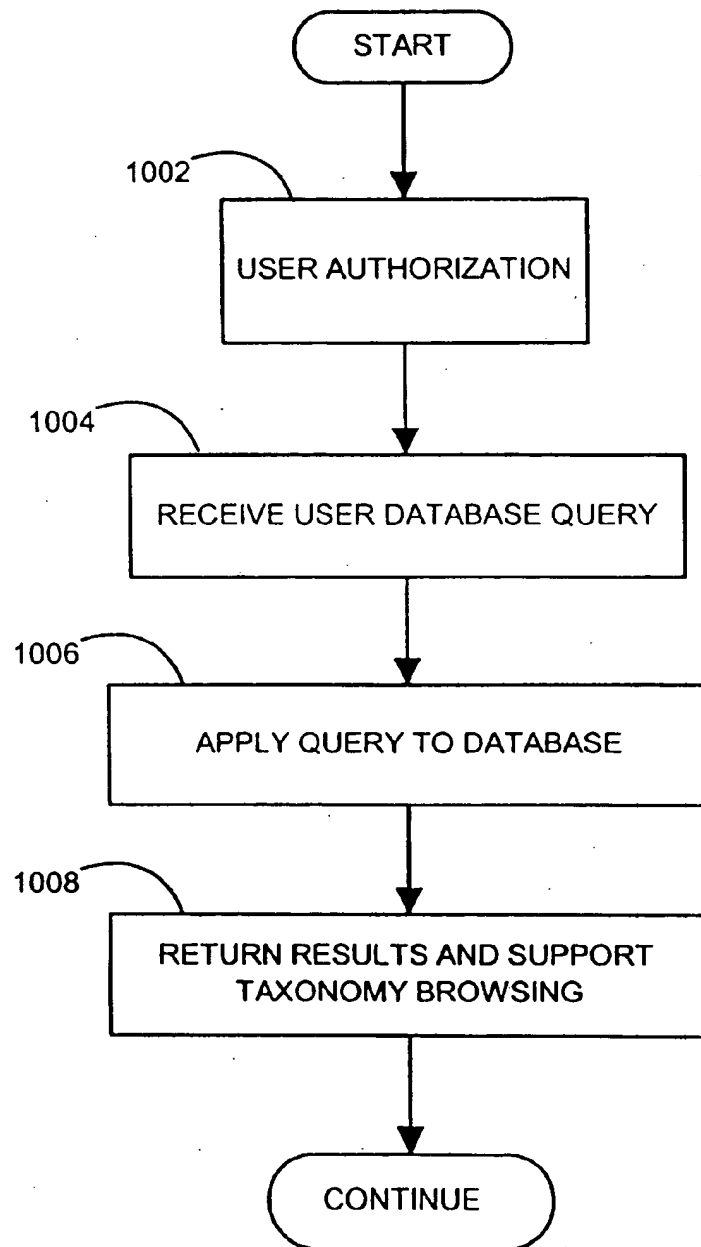 START
1002
USER AUTHORIZATION
1004
RECEIVE USER DATABASE QUERY
1006
APPLY QUERY TO DATABASE
1008
RETURN RESULTS AND SUPPORT
TAXONOMY BROWSING
CONTINUE